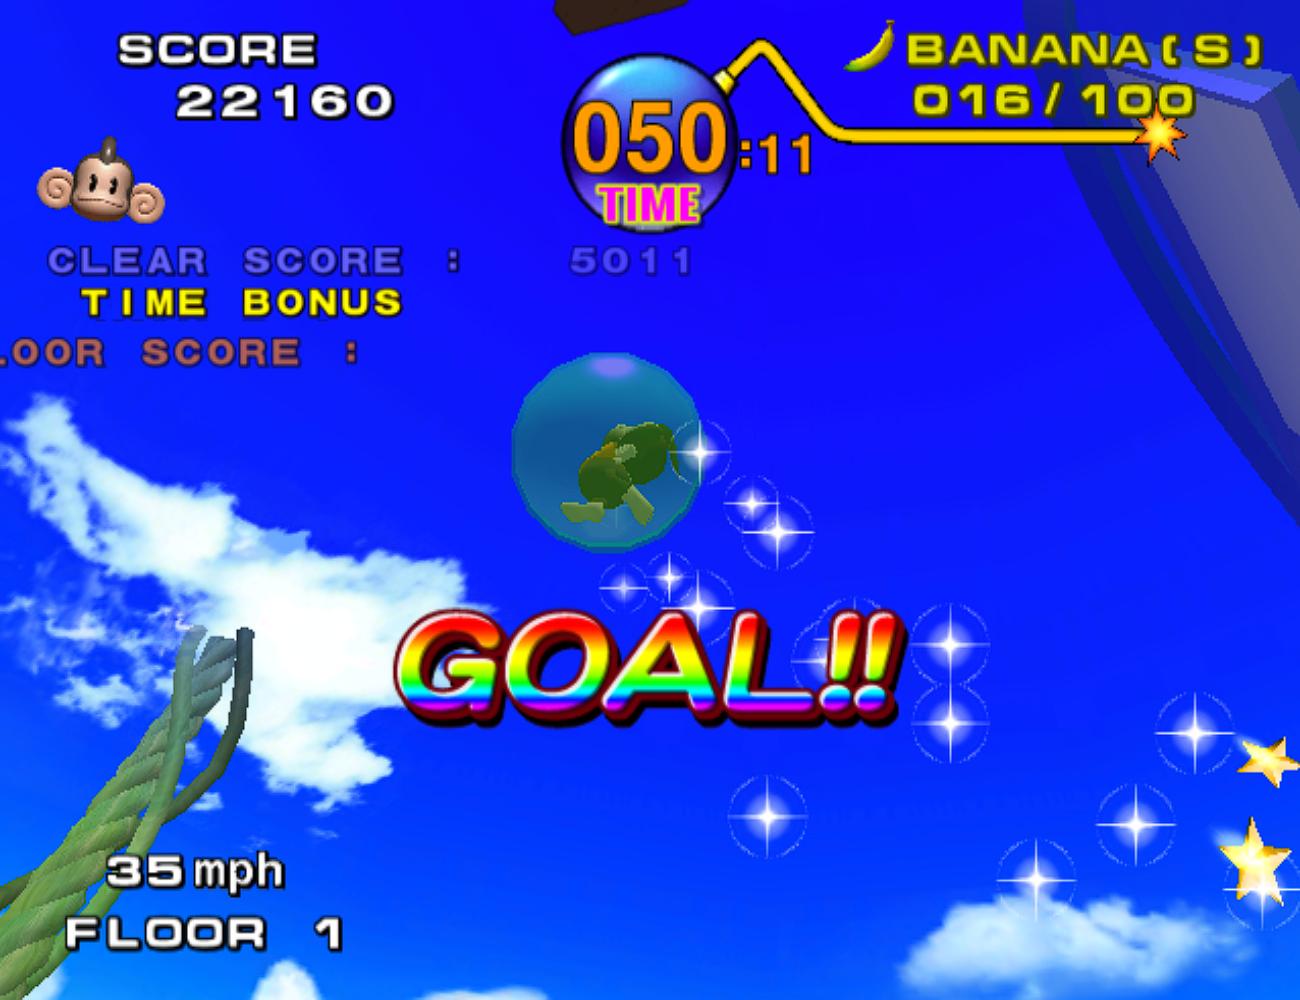 SCORE
22160
BANANA(S)
016/100
050:11
TIME
CLEAR SCORE : 5011
TIME BONUS
LOOR SCORE :
GOAL!!
35 mph
FLOOR 1